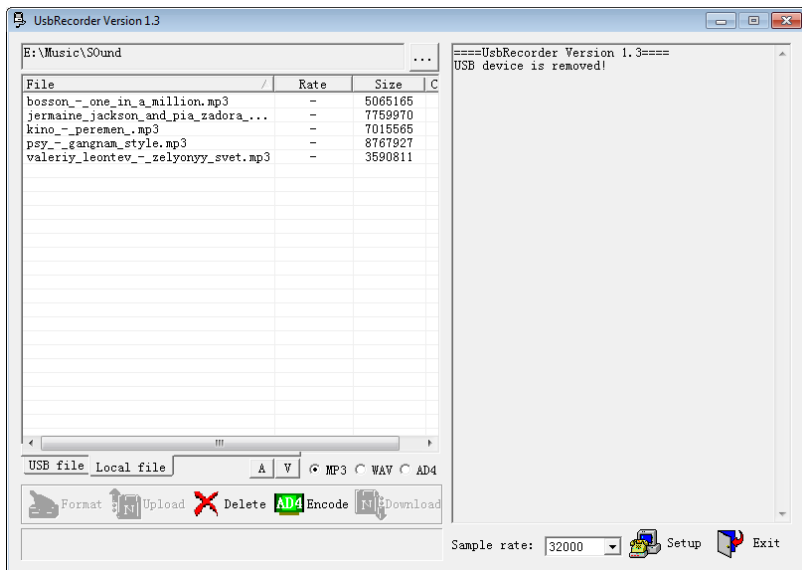 UsbRecorder Version 1.3
E:\Music\SOund
...
File / Rate Size C
bosson_-_one_in_a_million.mp3 - 5065165
jermaine_jackson_and_pia_zadora_... - 7759970
kino_-_peremen_.mp3 - 7015565
psy_-_gangnam_style.mp3 - 8767927
valeriy_leontev_-_zelyonyy_svet.mp3 - 3590811
USB file Local file A V MP3 WAV AD4
Format N Upload Delete AD4 Encode N Download
====UsbRecorder Version 1.3====
USB device is removed!
Sample rate: 32000 Setup Exit